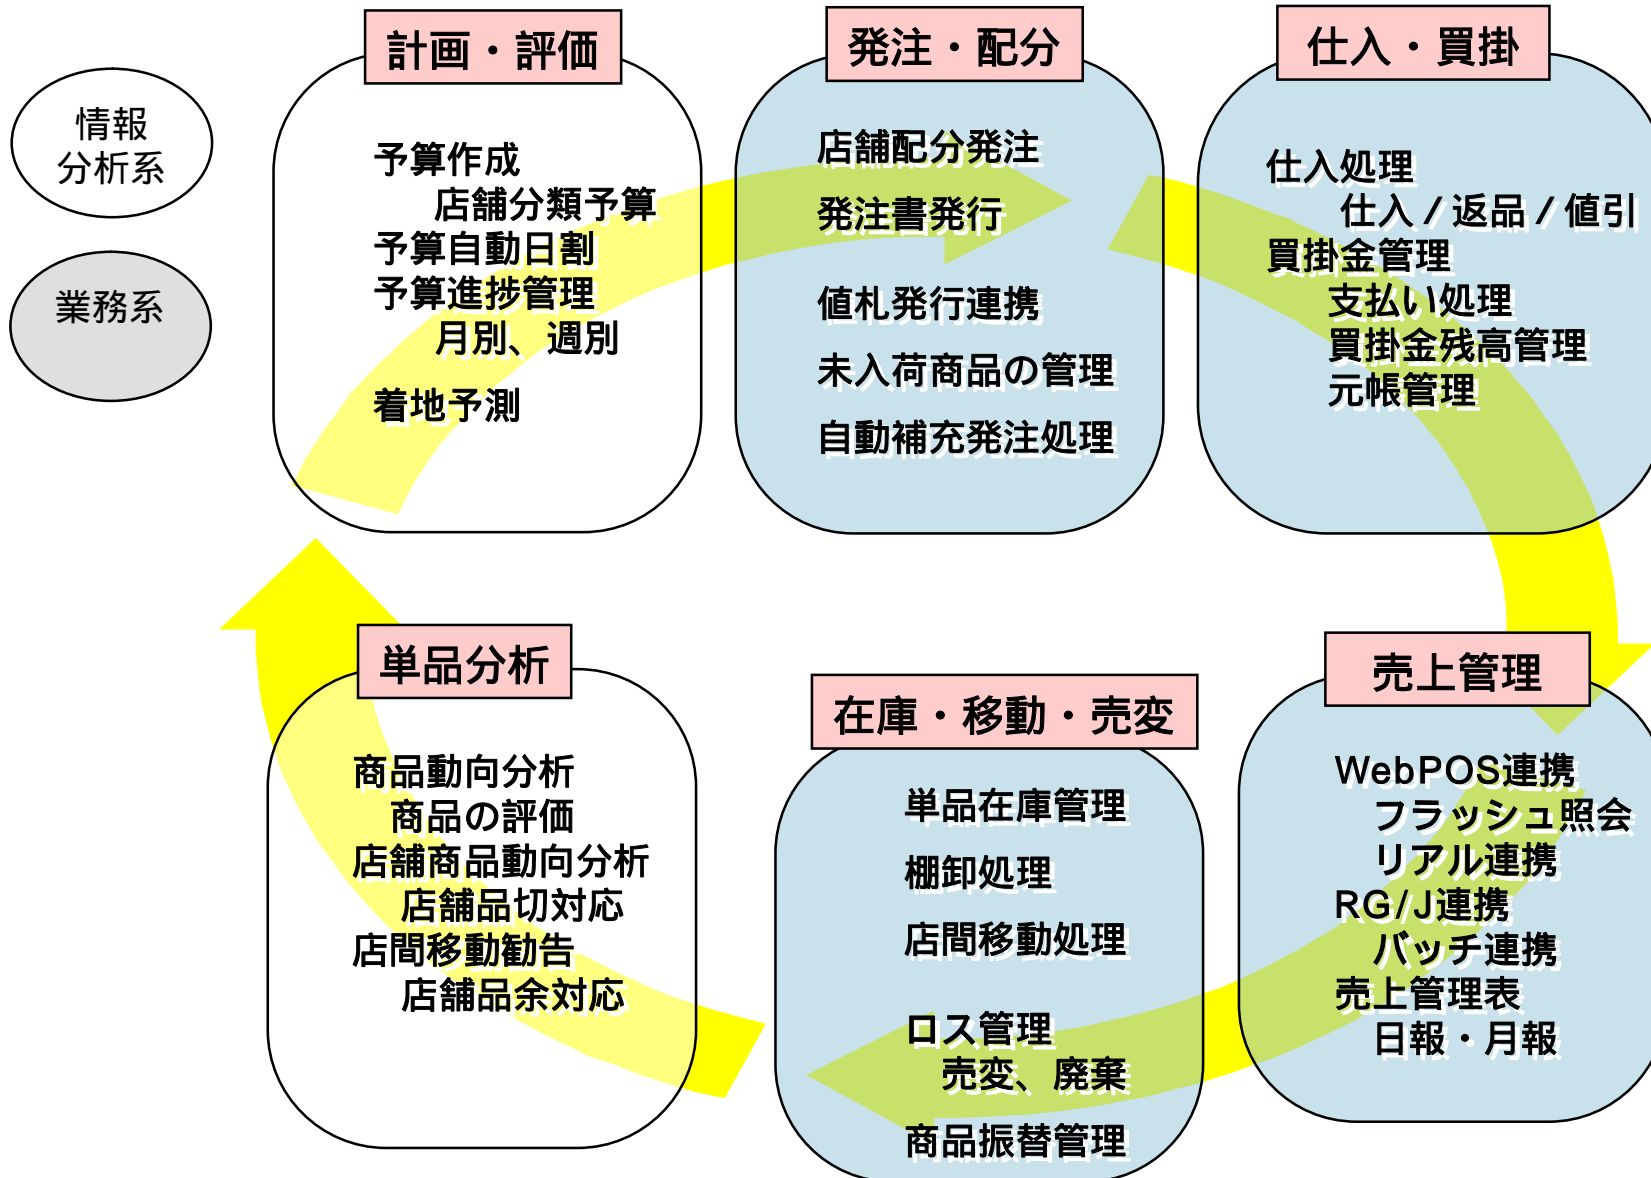 情報
分析系
業務系
計画・評価
予算作成
店舗分類予算
予算自動日割
予算進捗管理
月別、週別
着地予測
発注・配分
店舗配分発注
発注書発行
値札発行連携
未入荷商品の管理
自動補充発注処理
仕入・買掛
仕入処理
仕入/返品/値引
買掛金管理
支払い処理
買掛金残高管理
元帳管理
単品分析
商品動向分析
商品の評価
店舗商品動向分析
店舗品切対応
店間移動勧告
店舗品余対応
在庫・移動・売変
単品在庫管理
棚卸処理
店間移動処理
ロス管理
売変、廃棄
商品振替管理
売上管理
WebPOS連携
フラッシュ照会
リアル連携
RG/J連携
バッチ連携
売上管理表
日報・月報